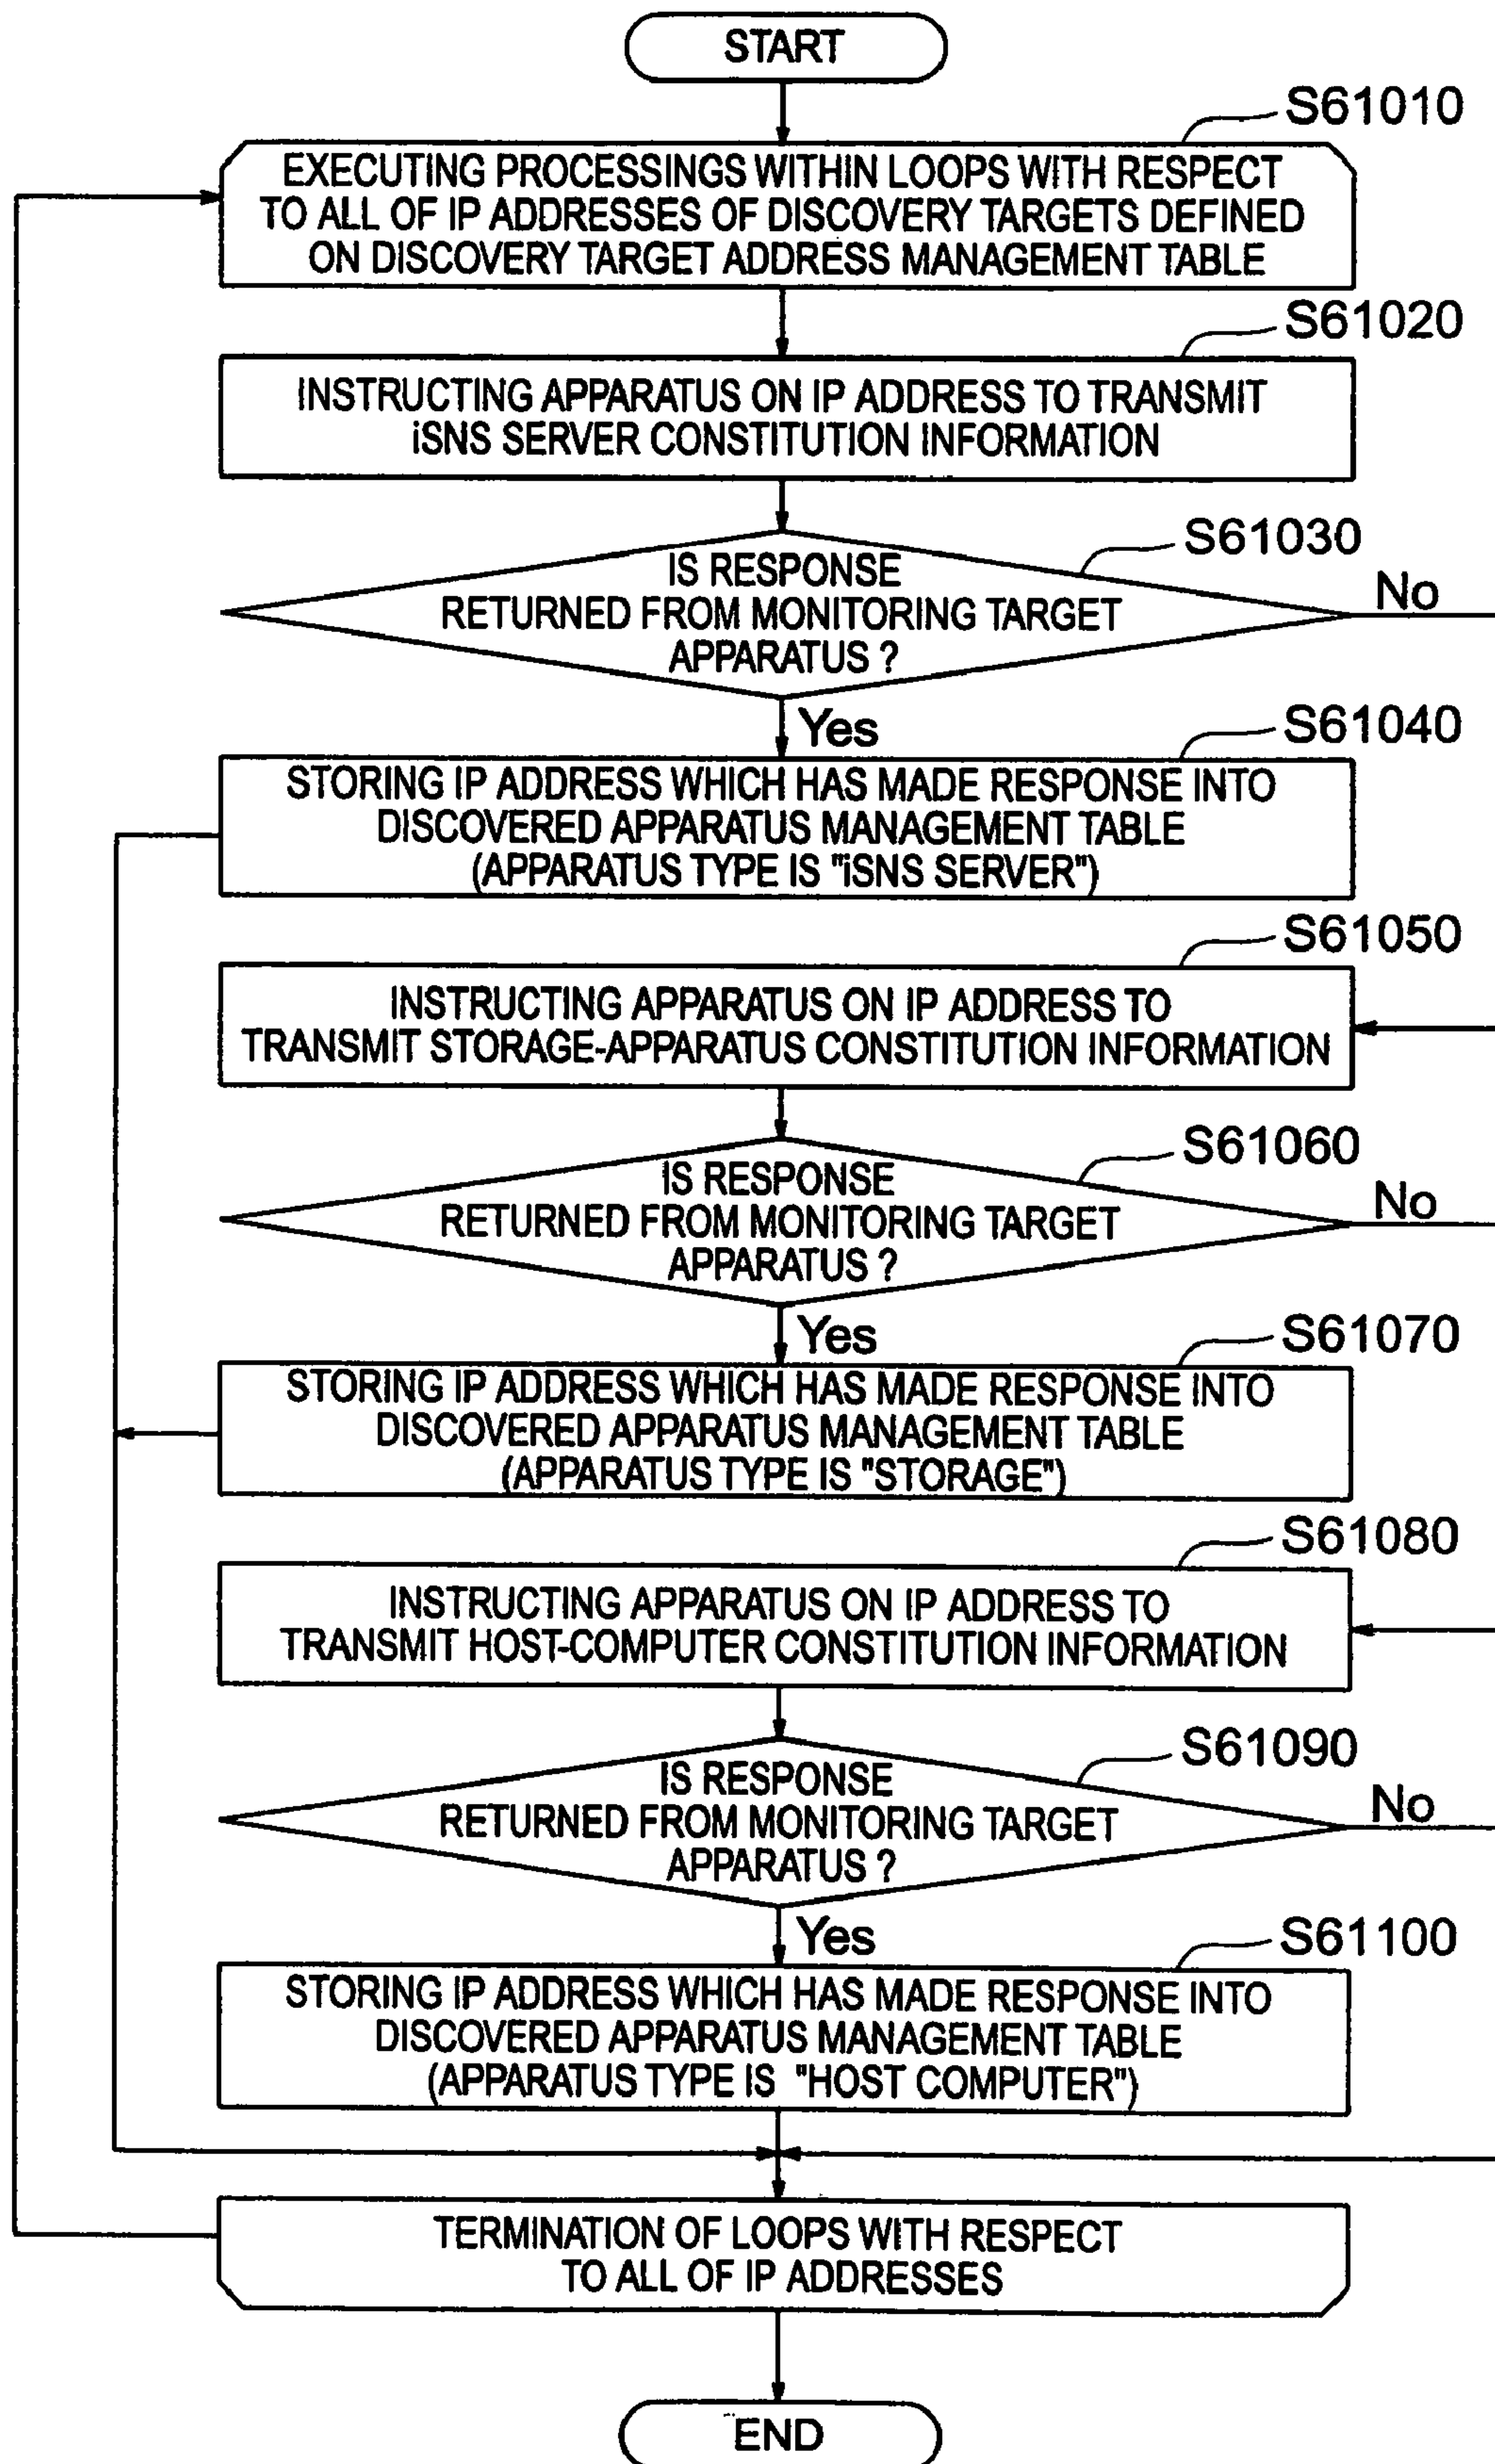 START
S61010
EXECUTING PROCESSINGS WITHIN LOOPS WITH RESPECT
TO ALL OF IP ADDRESSES OF DISCOVERY TARGETS DEFINED
ON DISCOVERY TARGET ADDRESS MANAGEMENT TABLE
S61020
INSTRUCTING APPARATUS ON IP ADDRESS TO TRANSMIT
iSNS SERVER CONSTITUTION INFORMATION
S61030
IS RESPONSE
RETURNED FROM MONITORING TARGET
APPARATUS ?
No
Yes
S61040
STORING IP ADDRESS WHICH HAS MADE RESPONSE INTO
DISCOVERED APPARATUS MANAGEMENT TABLE
(APPARATUS TYPE IS "iSNS SERVER")
S61050
INSTRUCTING APPARATUS ON IP ADDRESS TO
TRANSMIT STORAGE-APPARATUS CONSTITUTION INFORMATION
S61060
IS RESPONSE
RETURNED FROM MONITORING TARGET
APPARATUS ?
No
Yes
S61070
STORING IP ADDRESS WHICH HAS MADE RESPONSE INTO
DISCOVERED APPARATUS MANAGEMENT TABLE
(APPARATUS TYPE IS "STORAGE")
S61080
INSTRUCTING APPARATUS ON IP ADDRESS TO
TRANSMIT HOST-COMPUTER CONSTITUTION INFORMATION
S61090
IS RESPONSE
RETURNED FROM MONITORING TARGET
APPARATUS ?
No
Yes
S61100
STORING IP ADDRESS WHICH HAS MADE RESPONSE INTO
DISCOVERED APPARATUS MANAGEMENT TABLE
(APPARATUS TYPE IS "HOST COMPUTER")
TERMINATION OF LOOPS WITH RESPECT
TO ALL OF IP ADDRESSES
END